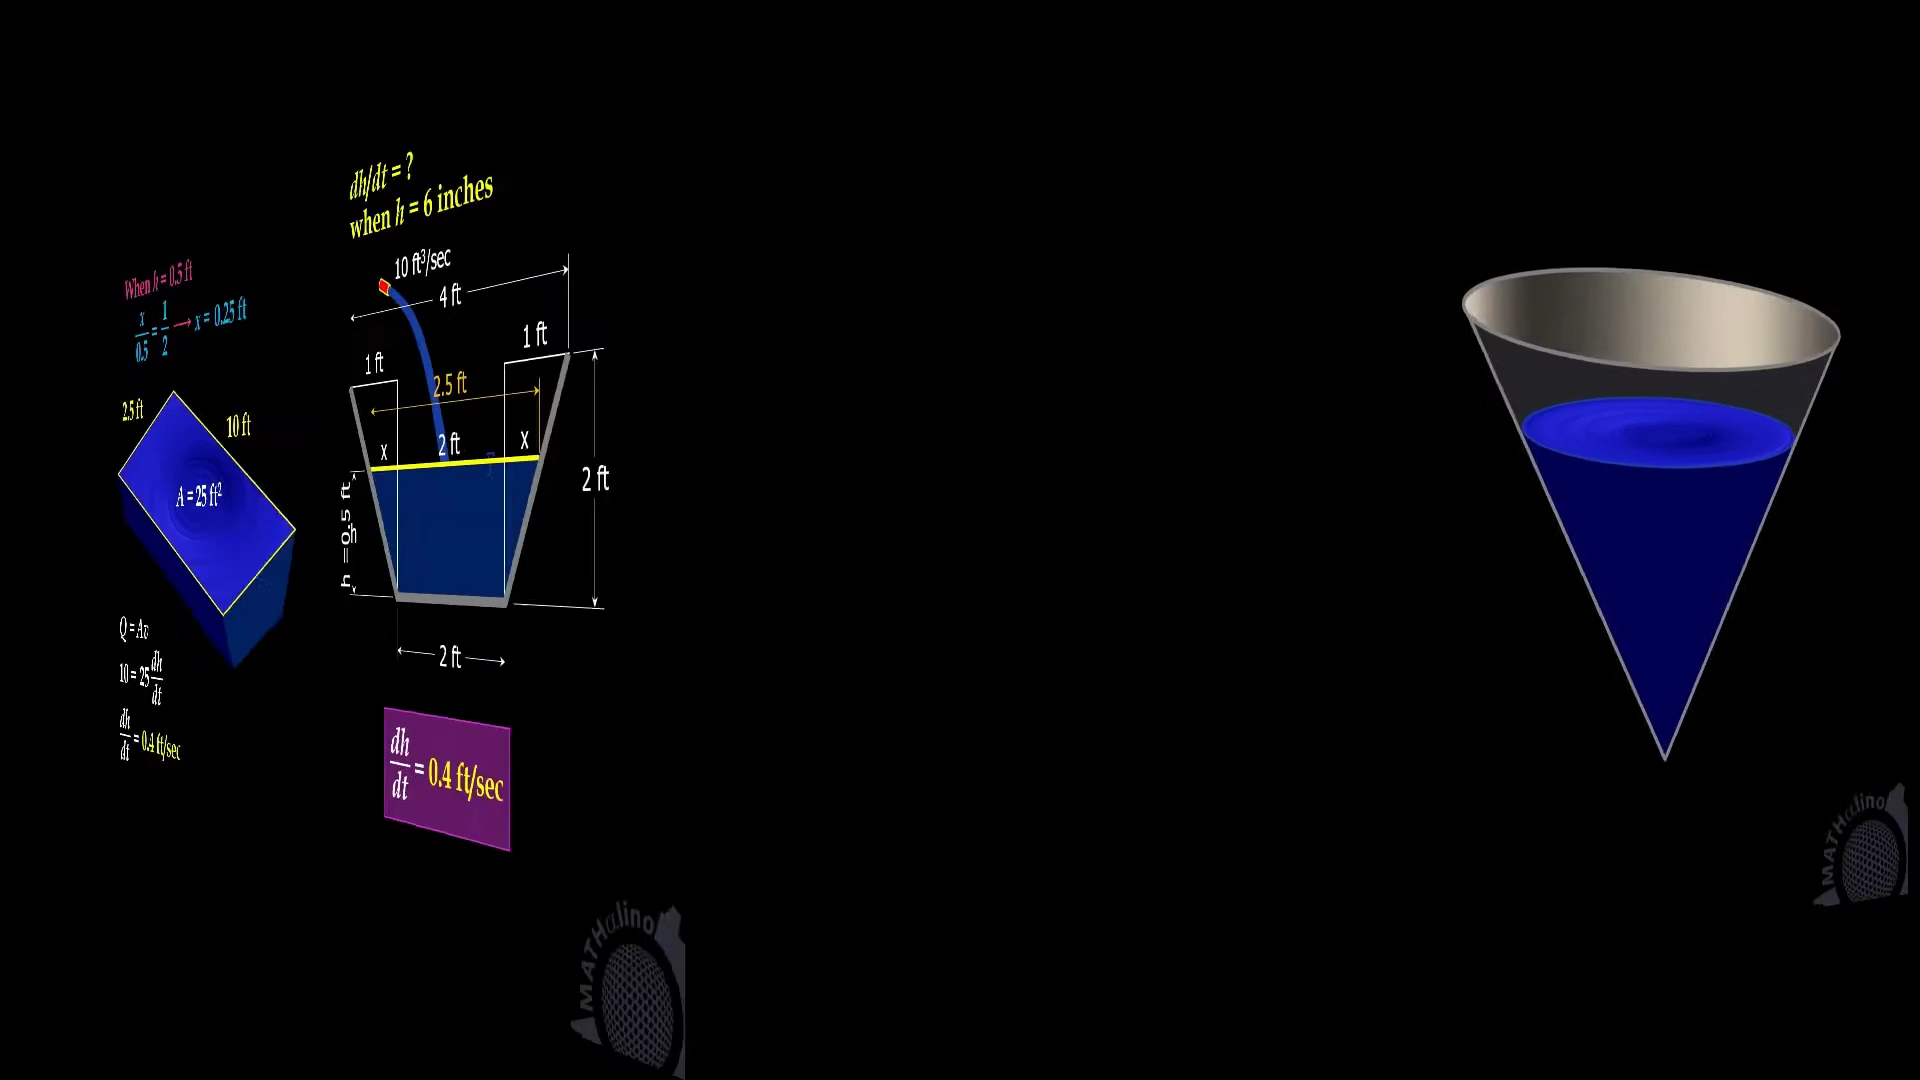 dh/dt = ?
when h = 6 inches
When h = 0.5 ft
x/0.5 = 1/2 → x = 0.25 ft
2.5 ft
10 ft
A = 25 ft²
Q = Av
10 = 25 dh/dt
dh/dt = 0.4 ft/sec
10 ft³/sec
4 ft
1 ft
1 ft
2.5 ft
x
2 ft
x
h = 0.5 ft
h
2 ft
2 ft
dh/dt = 0.4 ft/sec
MATHalino
MATHalino